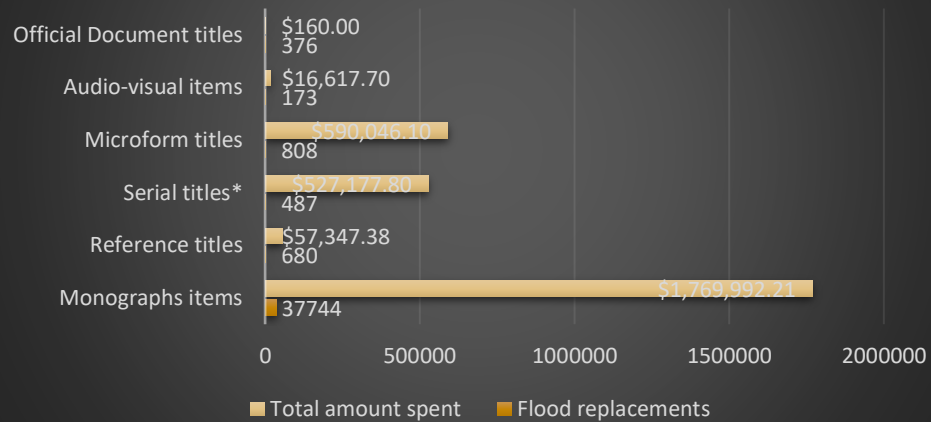 Official Document titles
$160.00
376
Audio-visual items
$16,617.70
173
Microform titles
$590,046.10
808
Serial titles*
$527,177.80
487
Reference titles
$57,347.38
680
Monographs items
$1,769,992.21
37744
0 500000 1000000 1500000 2000000
Total amount spent Flood replacements